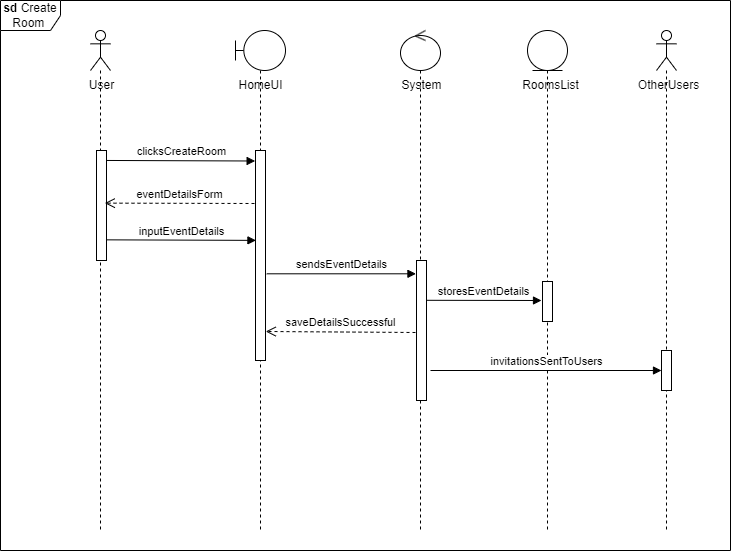 sd Create
Room
User
HomeUI
System
RoomsList
OtherUsers
clicksCreateRoom
eventDetailsForm
inputEventDetails
sendsEventDetails
storesEventDetails
saveDetailsSuccessful
invitationsSentToUsers